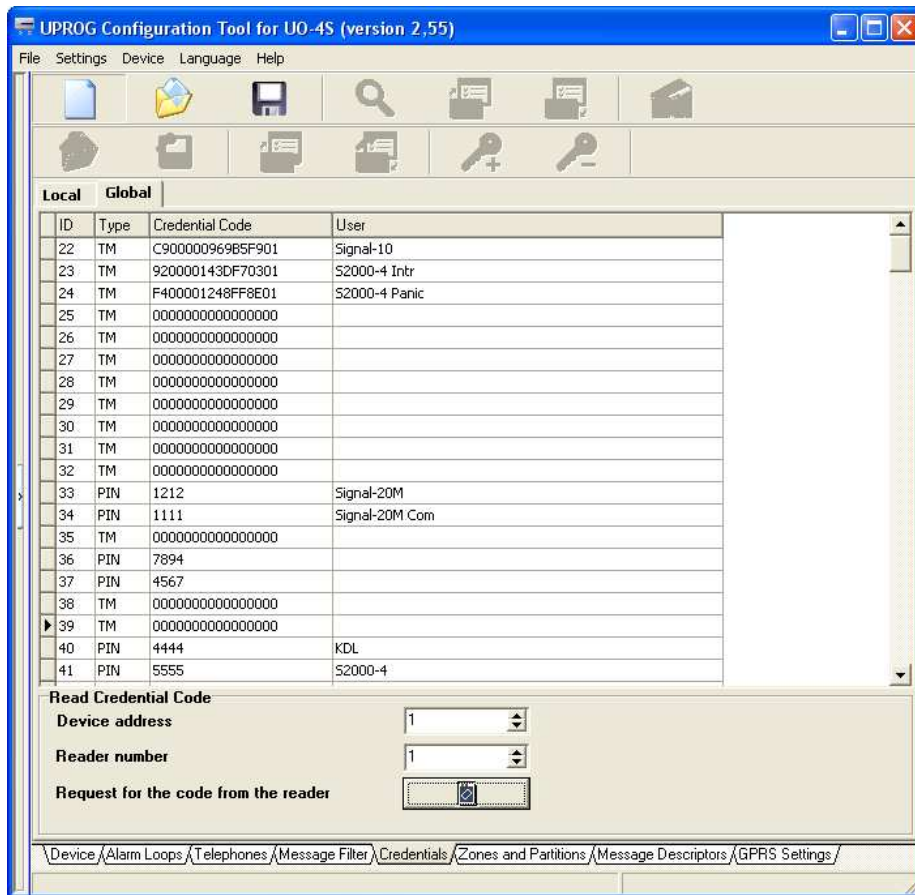 UPROG Configuration Tool for UO-4S (version 2,55)
File Settings Device Language Help
Local Global
ID Type Credential Code User
22 TM C900000969B5F901 Signal-10
23 TM 920000143DF70301 S2000-4 Intr
24 TM F400001248FF8E01 S2000-4 Panic
25 TM 0000000000000000
26 TM 0000000000000000
27 TM 0000000000000000
28 TM 0000000000000000
29 TM 0000000000000000
30 TM 0000000000000000
31 TM 0000000000000000
32 TM 0000000000000000
33 PIN 1212 Signal-20M
34 PIN 1111 Signal-20M Com
35 TM 0000000000000000
36 PIN 7894
37 PIN 4567
38 TM 0000000000000000
39 TM 0000000000000000
40 PIN 4444 KDL
41 PIN 5555 S2000-4
Read Credential Code
Device address 1
Reader number 1
Request for the code from the reader
Device Alarm Loops Telephones Message Filter Credentials Zones and Partitions Message Descriptors GPRS Settings